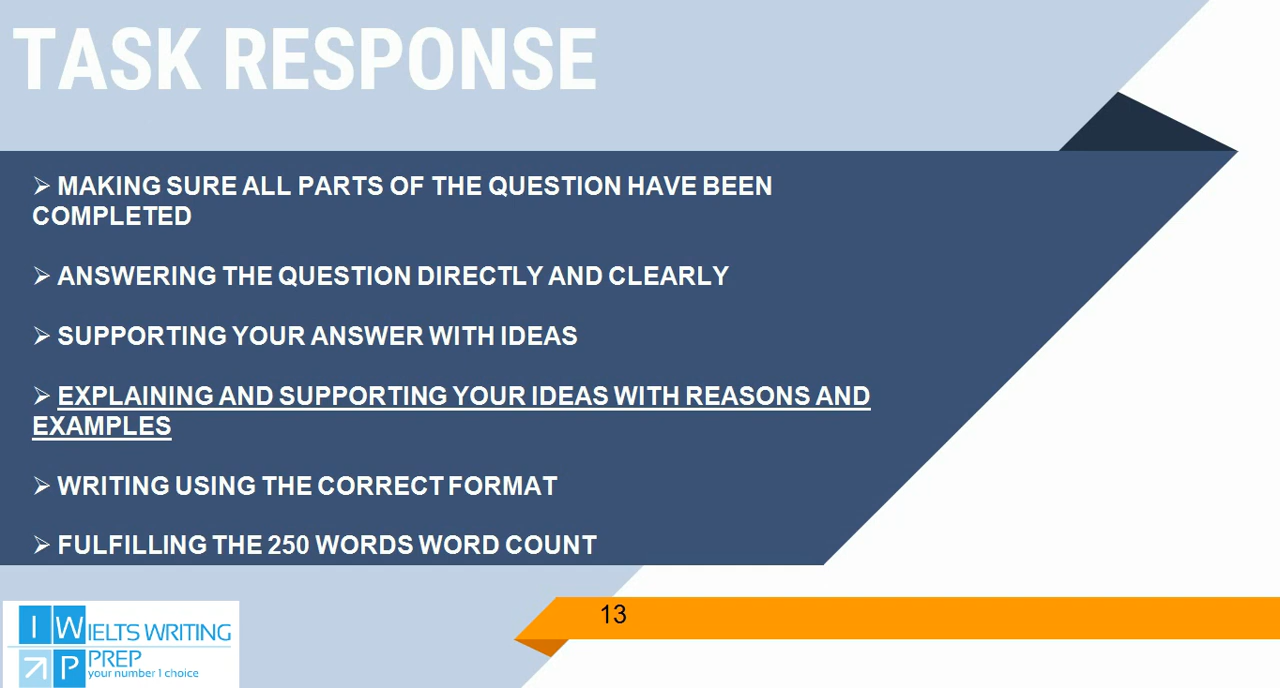 TASK RESPONSE
➢ MAKING SURE ALL PARTS OF THE QUESTION HAVE BEEN
COMPLETED
➢ ANSWERING THE QUESTION DIRECTLY AND CLEARLY
➢ SUPPORTING YOUR ANSWER WITH IDEAS
➢ EXPLAINING AND SUPPORTING YOUR IDEAS WITH REASONS AND
EXAMPLES
➢ WRITING USING THE CORRECT FORMAT
➢ FULFILLING THE 250 WORDS WORD COUNT
13
IW IELTS WRITING
P PREP
your number 1 choice